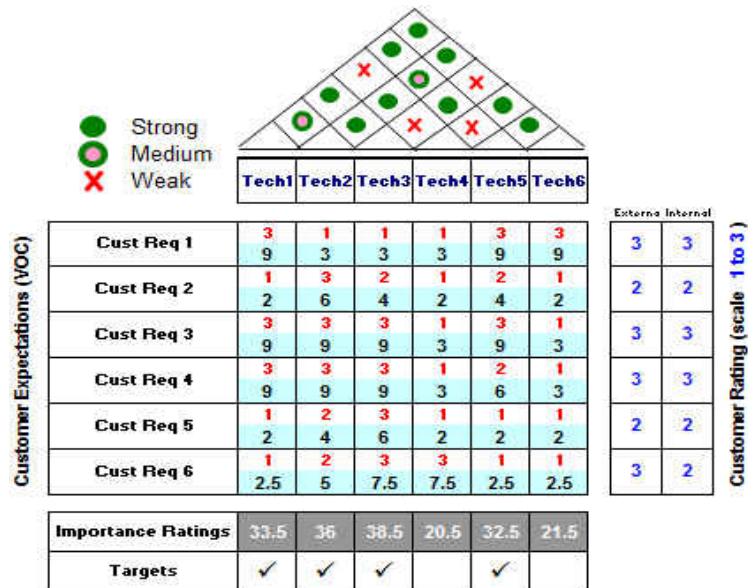 Strong
Medium
Weak
Tech1 Tech2 Tech3 Tech4 Tech5 Tech6
Externa Internal
Customer Expectations (VOC)
Cust Req 1
3 1 1 1 3 3
9 3 3 3 9 9
3 3
Cust Req 2
1 3 2 1 2 1
2 6 4 2 4 2
2 2
Cust Req 3
3 3 3 1 3 1
9 9 9 3 9 3
3 3
Cust Req 4
3 3 3 1 2 1
9 9 9 3 6 3
3 3
Cust Req 5
1 2 3 1 1 1
2 4 6 2 2 2
2 2
Cust Req 6
1 2 3 3 1 1
2.5 5 7.5 7.5 2.5 2.5
3 2
Customer Rating (scale 1 to 3 )
Importance Ratings 33.5 36 38.5 20.5 32.5 21.5
Targets ✓ ✓ ✓ ✓